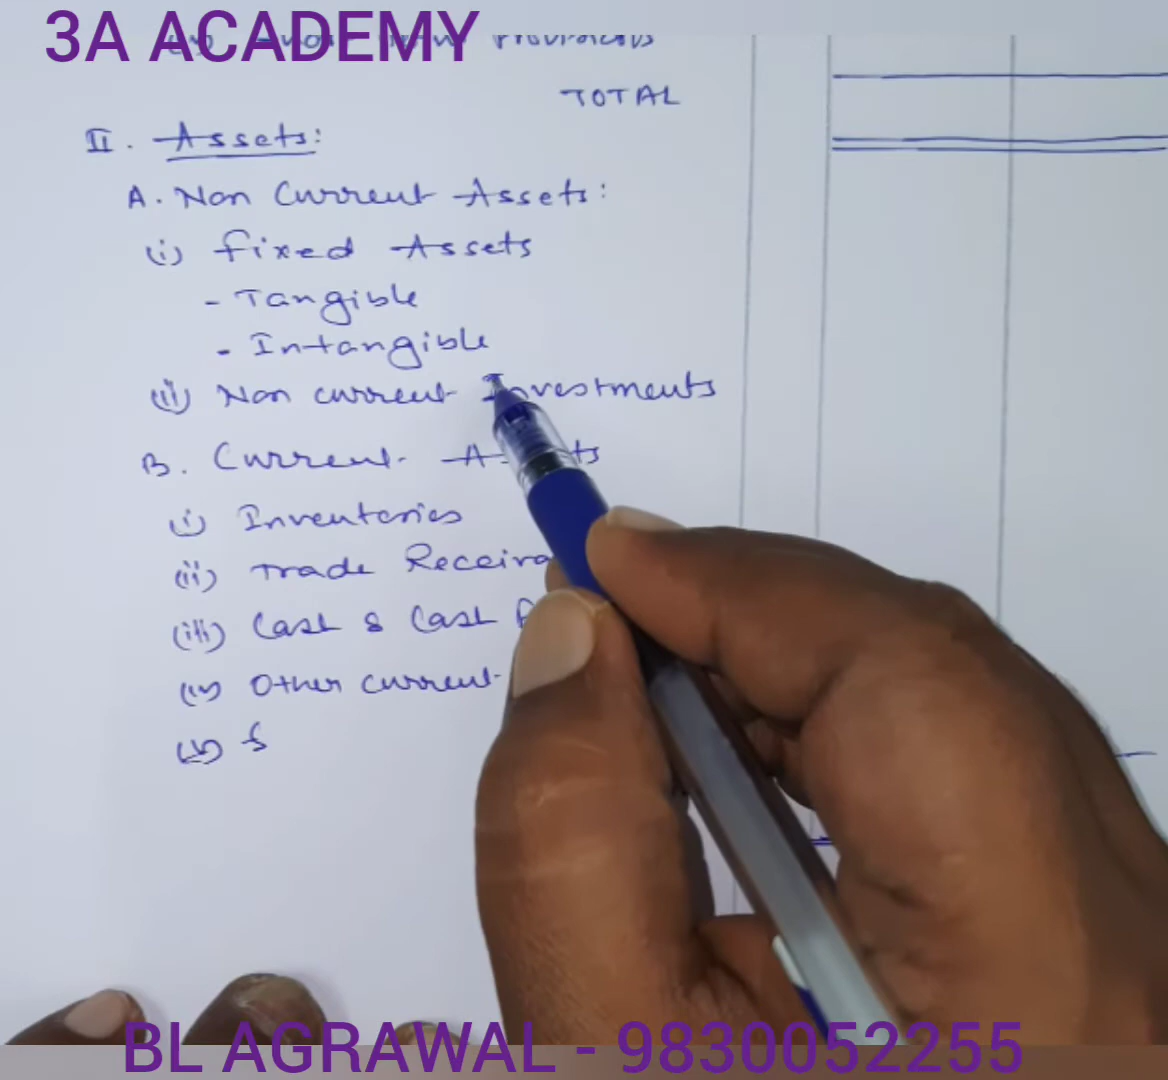 3A ACADEMY
TOTAL
II. Assets:
A. Non Current Assets:
(i) Fixed Assets
- Tangible
- Intangible
(ii) Non current Investments
B. Current
(i) Inventories
(ii) Trade
(iii) Cash & Cash
(iv) Other current
(v)
BL AGRAWAL - 9830052255